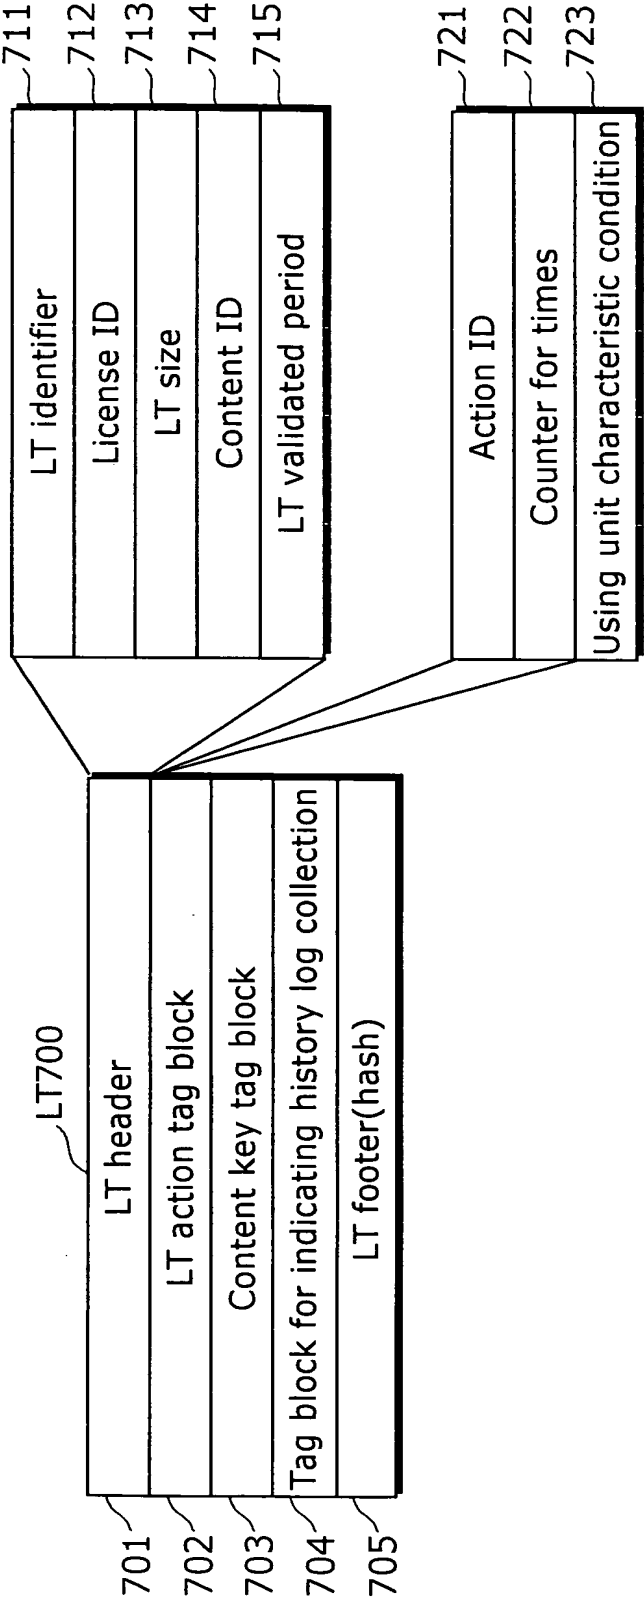 LT700
701 LT header
702 LT action tag block
703 Content key tag block
704 Tag block for indicating history log collection
705 LT footer(hash)
LT identifier 711
License ID 712
LT size 713
Content ID 714
LT validated period 715
Action ID 721
Counter for times 722
Using unit characteristic condition 723